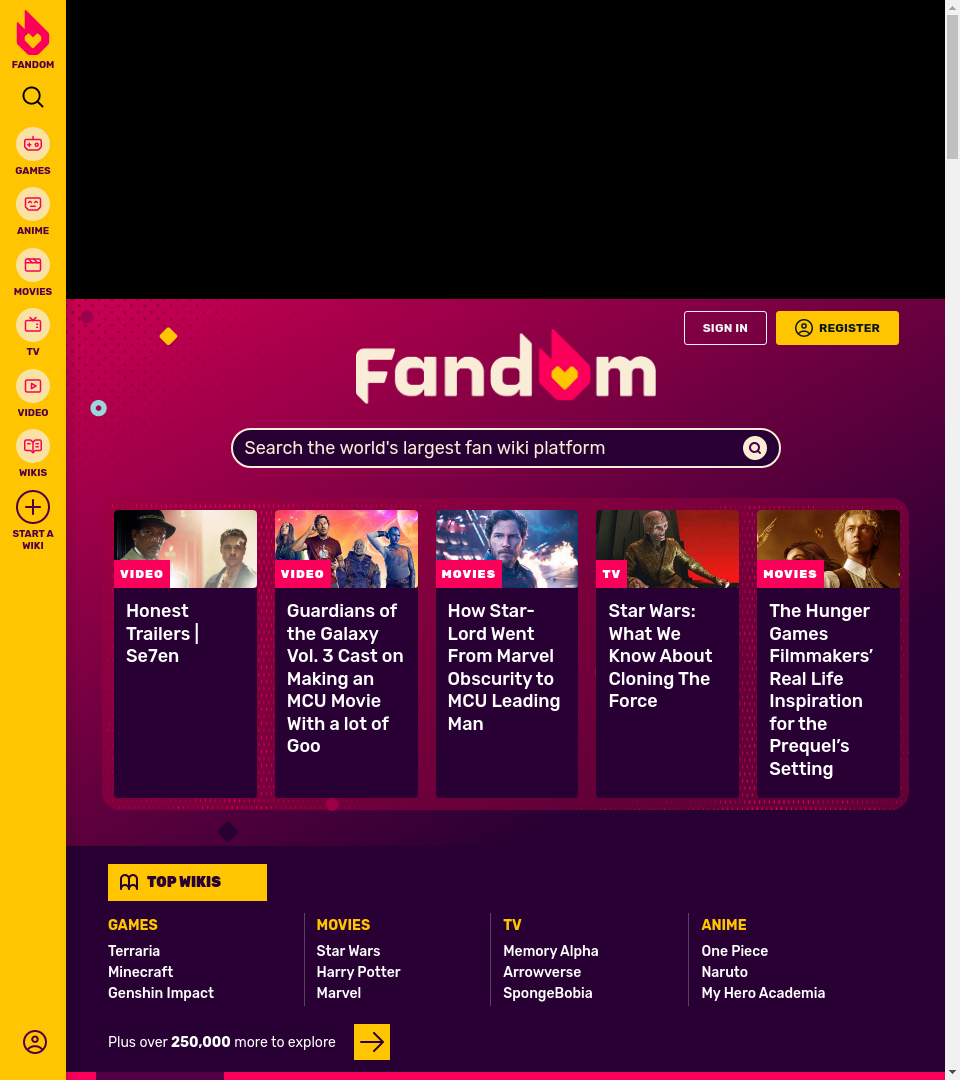 FANDOM
GAMES
ANIME
MOVIES
TV
VIDEO
WIKIS
START A
WIKI
SIGN IN
REGISTER
Fandom
Search the world's largest fan wiki platform
VIDEO
Honest
Trailers |
Se7en
VIDEO
Guardians of
the Galaxy
Vol. 3 Cast on
Making an
MCU Movie
With a lot of
Goo
MOVIES
How Star-
Lord Went
From Marvel
Obscurity to
MCU Leading
Man
TV
Star Wars:
What We
Know About
Cloning The
Force
MOVIES
The Hunger
Games
Filmmakers’
Real Life
Inspiration
for the
Prequel’s
Setting
TOP WIKIS
GAMES
Terraria
Minecraft
Genshin Impact
MOVIES
Star Wars
Harry Potter
Marvel
TV
Memory Alpha
Arrowverse
SpongeBobia
ANIME
One Piece
Naruto
My Hero Academia
Plus over 250,000 more to explore